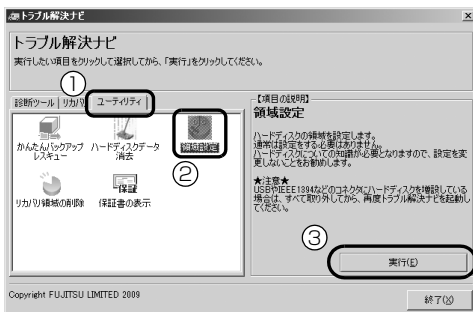 トラブル解決ナビ
トラブル解決ナビ
実行したい項目をクリックして選択してから、「実行」をクリックしてください。
①
診断ツール
リカバリ
ユーティリティ
かんたんバックアップ
レスキュー
ハードディスクデータ
消去
領域設定
②
リカバリ領域の削除
保証
保証書の表示
【項目の説明】
領域設定
ハードディスクの領域を設定します。
通常は設定をする必要はありません。
ハードディスクについての知識が必要となりますので、設定を変
更しないことをお勧めします。
★注意★
USBやIEEE1394などのコネクタにハードディスクを増設している
場合は、すべて取り外してから、再度トラブル解決ナビを起動し
てください。
③
実行(E)
Copyright FUJITSU LIMITED 2009
終了(X)